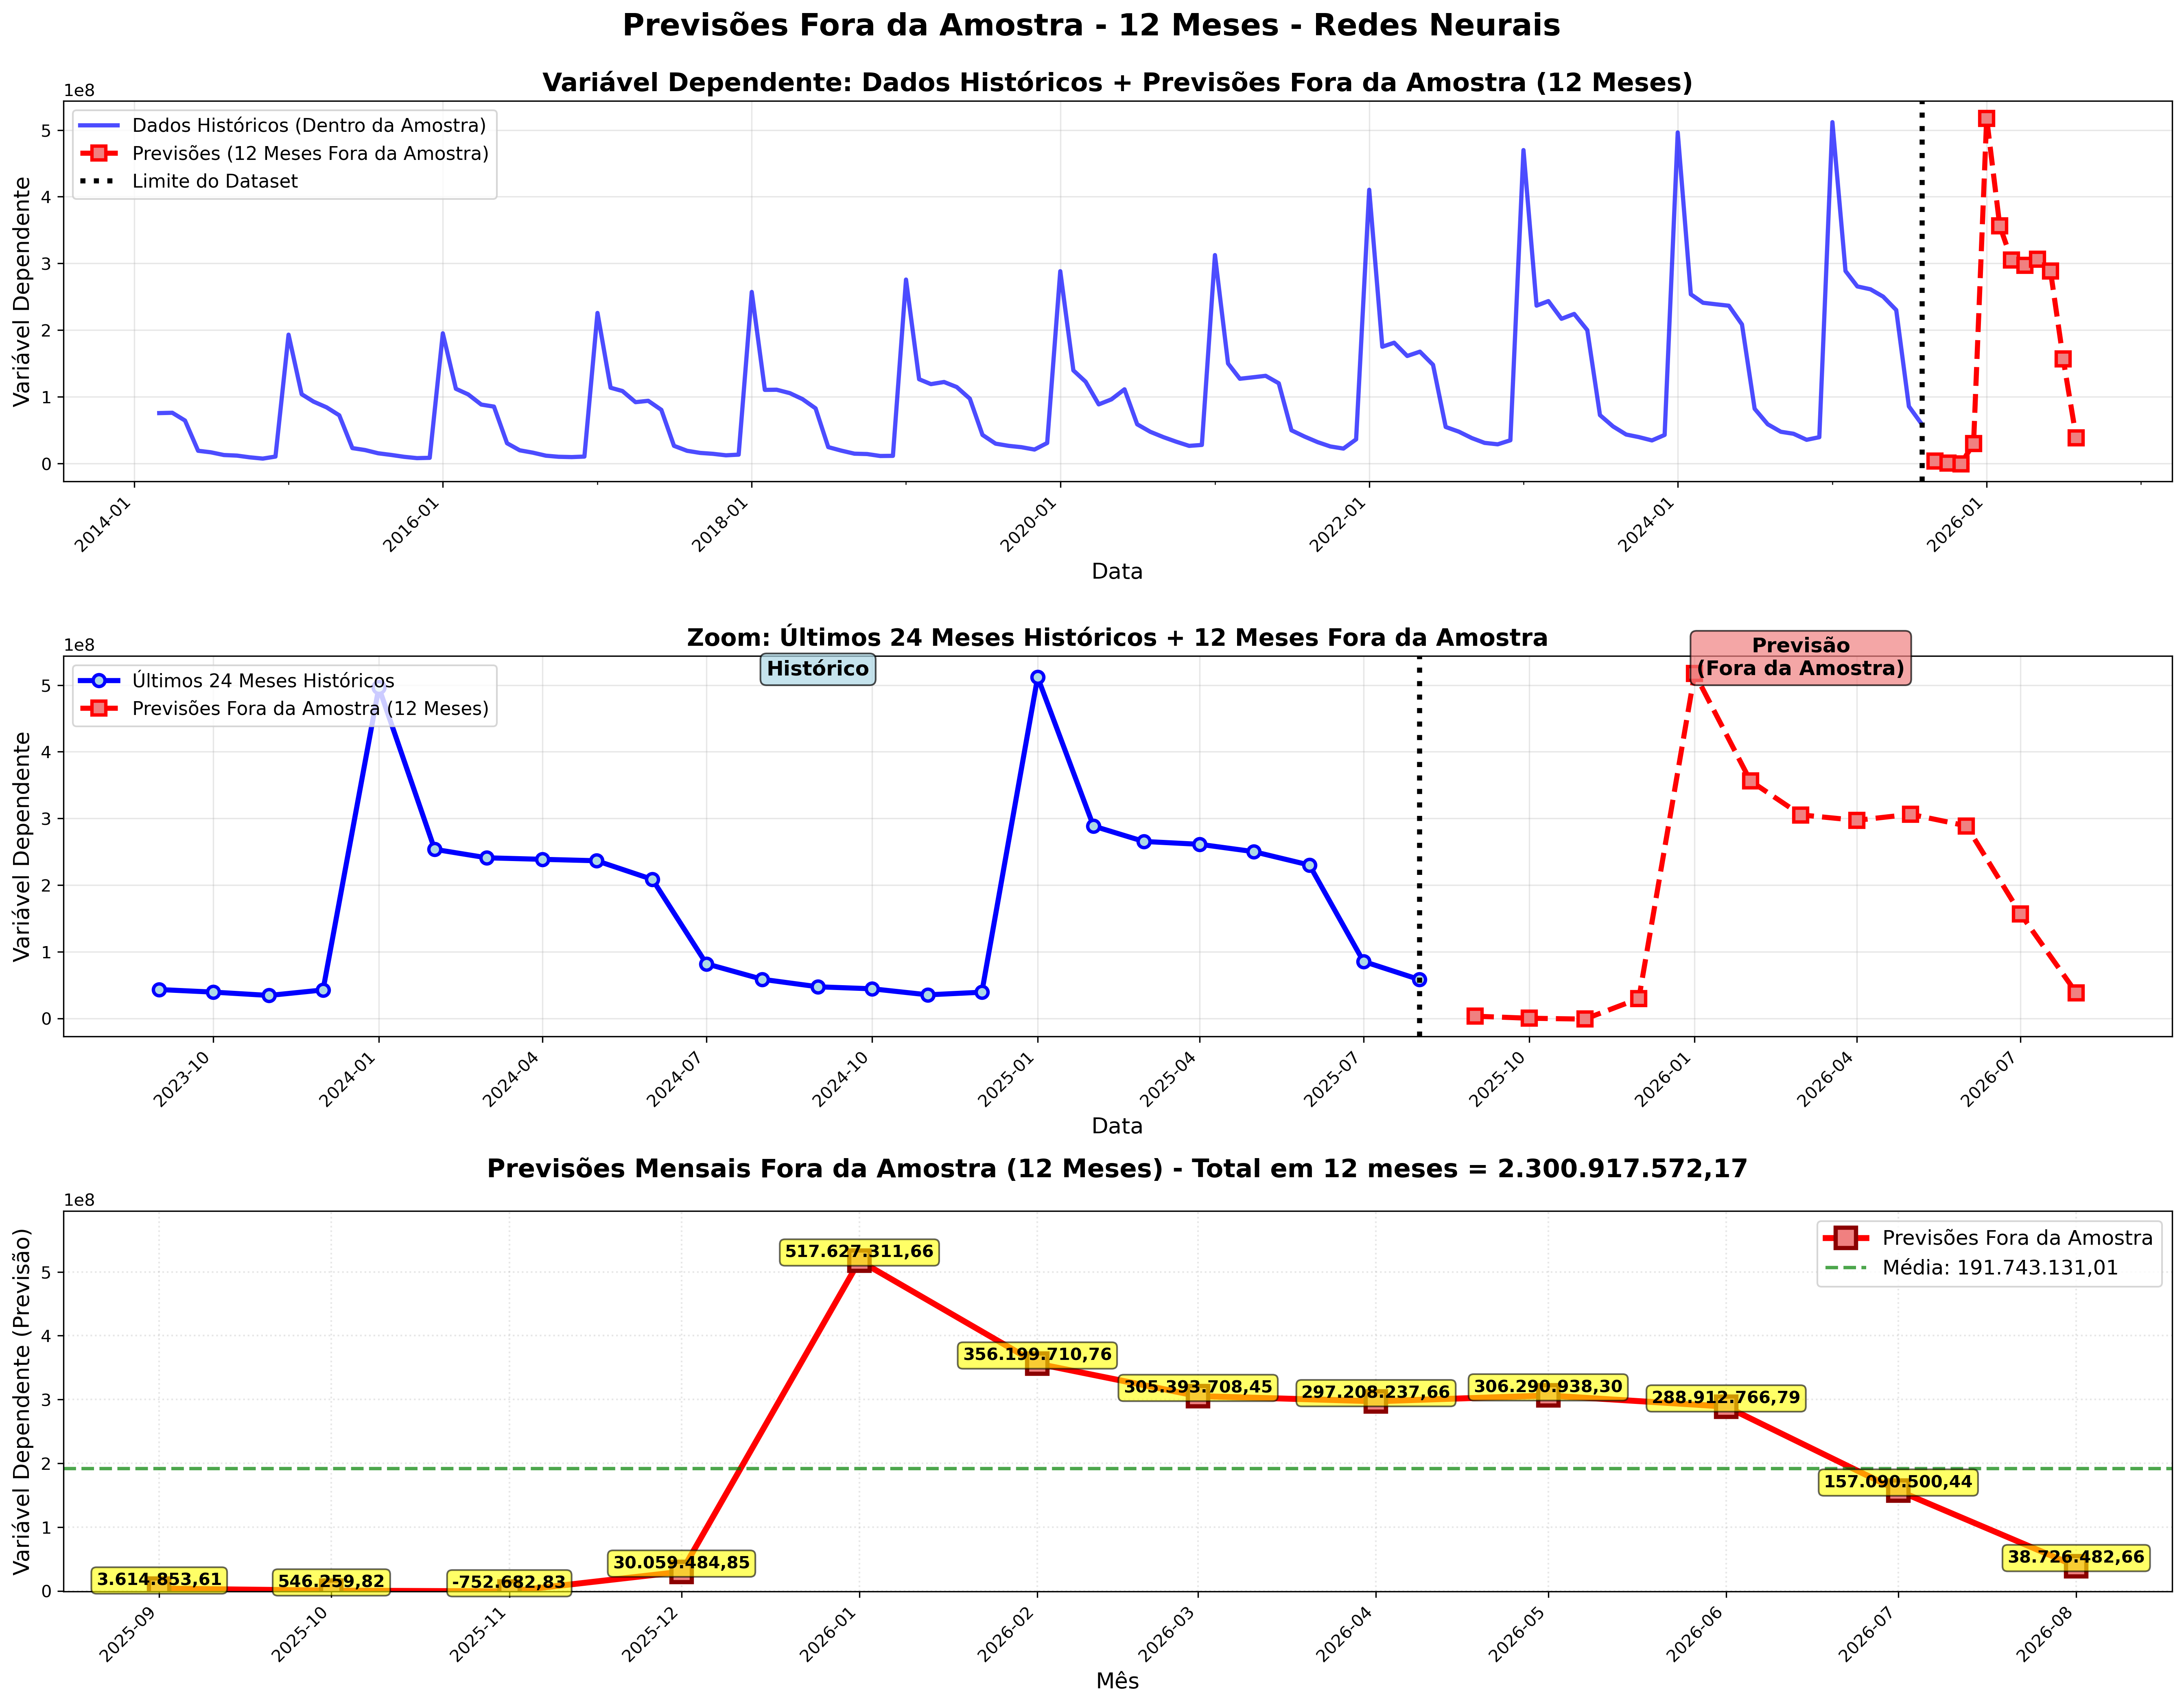 Previsões Fora da Amostra - 12 Meses - Redes Neurais
Variável Dependente: Dados Históricos + Previsões Fora da Amostra (12 Meses)
1e8
Dados Históricos (Dentro da Amostra)
Previsões (12 Meses Fora da Amostra)
Limite do Dataset
Variável Dependente
5
4
3
2
1
0
2014-01
2016-01
2018-01
2020-01
2022-01
2024-01
2026-01
Data
Zoom: Últimos 24 Meses Históricos + 12 Meses Fora da Amostra
1e8
Últimos 24 Meses Históricos
Previsões Fora da Amostra (12 Meses)
Histórico
Previsão
(Fora da Amostra)
Variável Dependente
5
4
3
2
1
0
2023-10
2024-01
2024-04
2024-07
2024-10
2025-01
2025-04
2025-07
2025-10
2026-01
2026-04
2026-07
Data
Previsões Mensais Fora da Amostra (12 Meses) - Total em 12 meses = 2.300.917.572,17
1e8
Previsões Fora da Amostra
Média: 191.743.131,01
Variável Dependente (Previsão)
5
4
3
2
1
0
3.614.853,61
546.259,82
-752.682,83
30.059.484,85
517.627.311,66
356.199.710,76
305.393.708,45
297.208.237,66
306.290.938,30
288.912.766,79
157.090.500,44
38.726.482,66
2025-09
2025-10
2025-11
2025-12
2026-01
2026-02
2026-03
2026-04
2026-05
2026-06
2026-07
2026-08
Mês